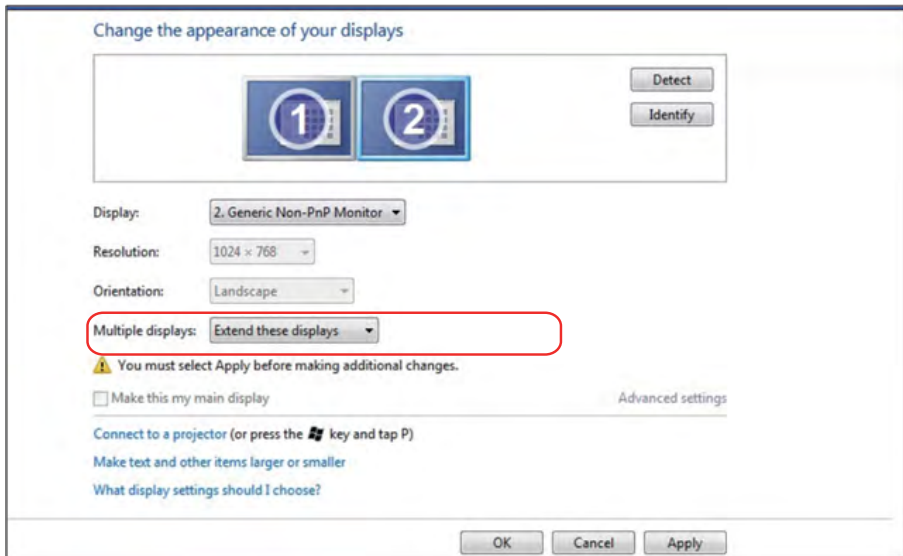 Change the appearance of your displays
1
2
Detect
Identify
Display:
2. Generic Non-PnP Monitor
Resolution:
1024 × 768
Orientation:
Landscape
Multiple displays:
Extend these displays
You must select Apply before making additional changes.
Make this my main display
Advanced settings
Connect to a projector (or press the key and tap P)
Make text and other items larger or smaller
What display settings should I choose?
OK
Cancel
Apply